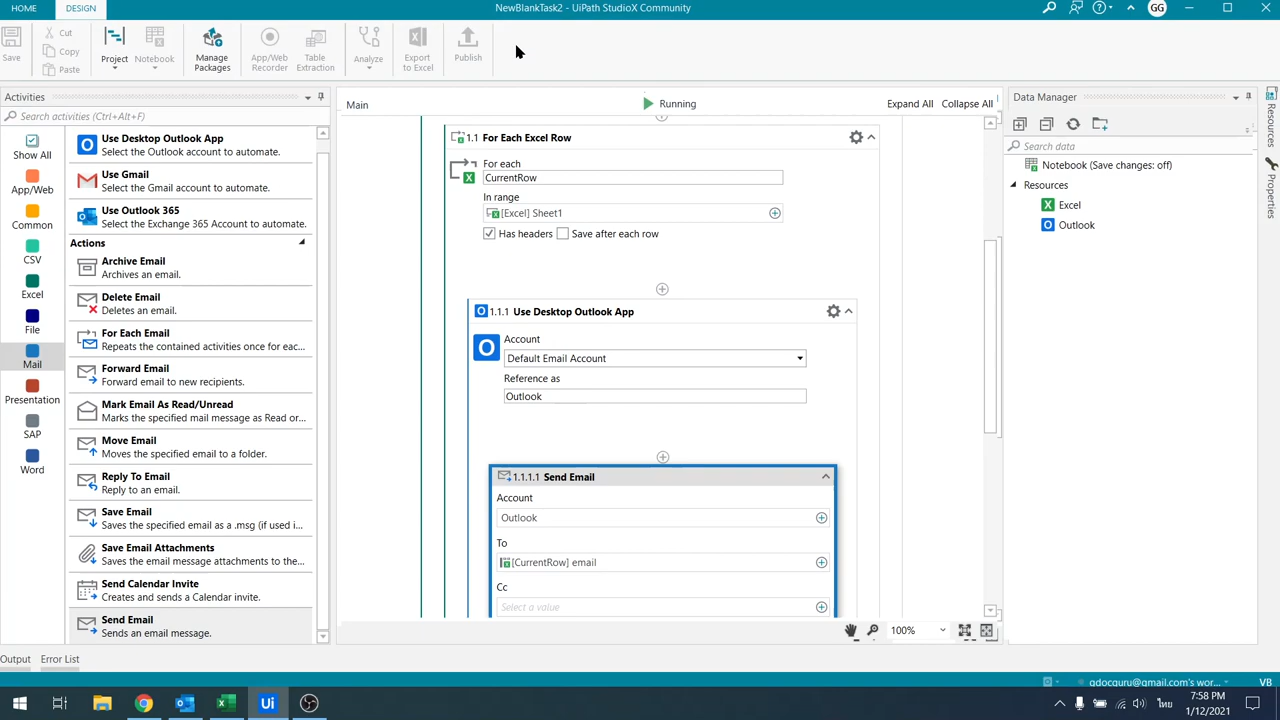 HOME
DESIGN
NewBlankTask2 - UiPath StudioX Community
GG
Save
Cut
Copy
Paste
Project
Notebook
Manage Packages
App/Web Recorder
Table Extraction
Analyze
Export to Excel
Publish
Activities
Search activities (Ctrl+Alt+F)
Show All
App/Web
Common
CSV
Excel
File
Mail
Presentation
SAP
Word
Use Desktop Outlook App
Select the Outlook account to automate.
Use Gmail
Select the Gmail account to automate.
Use Outlook 365
Select the Exchange 365 Account to automate.
Actions
Archive Email
Archives an email.
Delete Email
Deletes an email.
For Each Email
Repeats the contained activities once for eac...
Forward Email
Forward email to new recipients.
Mark Email As Read/Unread
Marks the specified mail message as Read or...
Move Email
Moves the specified email to a folder.
Reply To Email
Reply to an email.
Save Email
Saves the specified email as a .msg (if used i...
Save Email Attachments
Saves the email message attachments to the...
Send Calendar Invite
Creates and sends a Calendar invite.
Send Email
Sends an email message.
Main
Running
Expand All
Collapse All
1.1 For Each Excel Row
For each
CurrentRow
In range
[Excel] Sheet1
Has headers
Save after each row
1.1.1 Use Desktop Outlook App
Account
Default Email Account
Reference as
Outlook
1.1.1.1 Send Email
Account
Outlook
To
[CurrentRow] email
Cc
Select a value
100%
Data Manager
Search data
Notebook (Save changes: off)
Resources
Excel
Outlook
Resources
Properties
Output
Error List
qdocguru@gmail.com's wor...
VB
Ui
ไทย
7:58 PM
1/12/2021